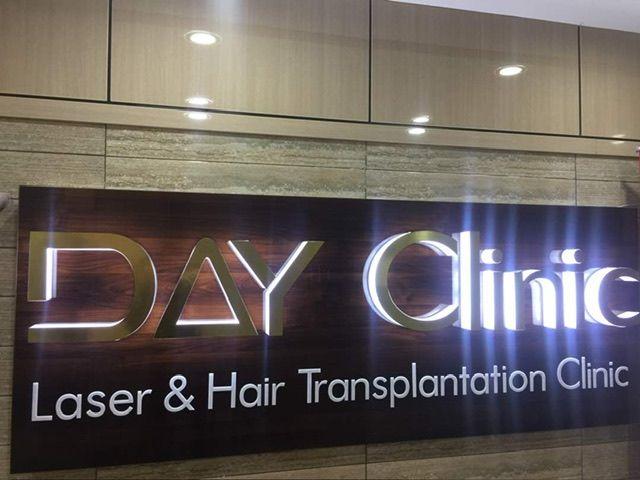 DAY Clinic
Laser & Hair Transplantation Clinic